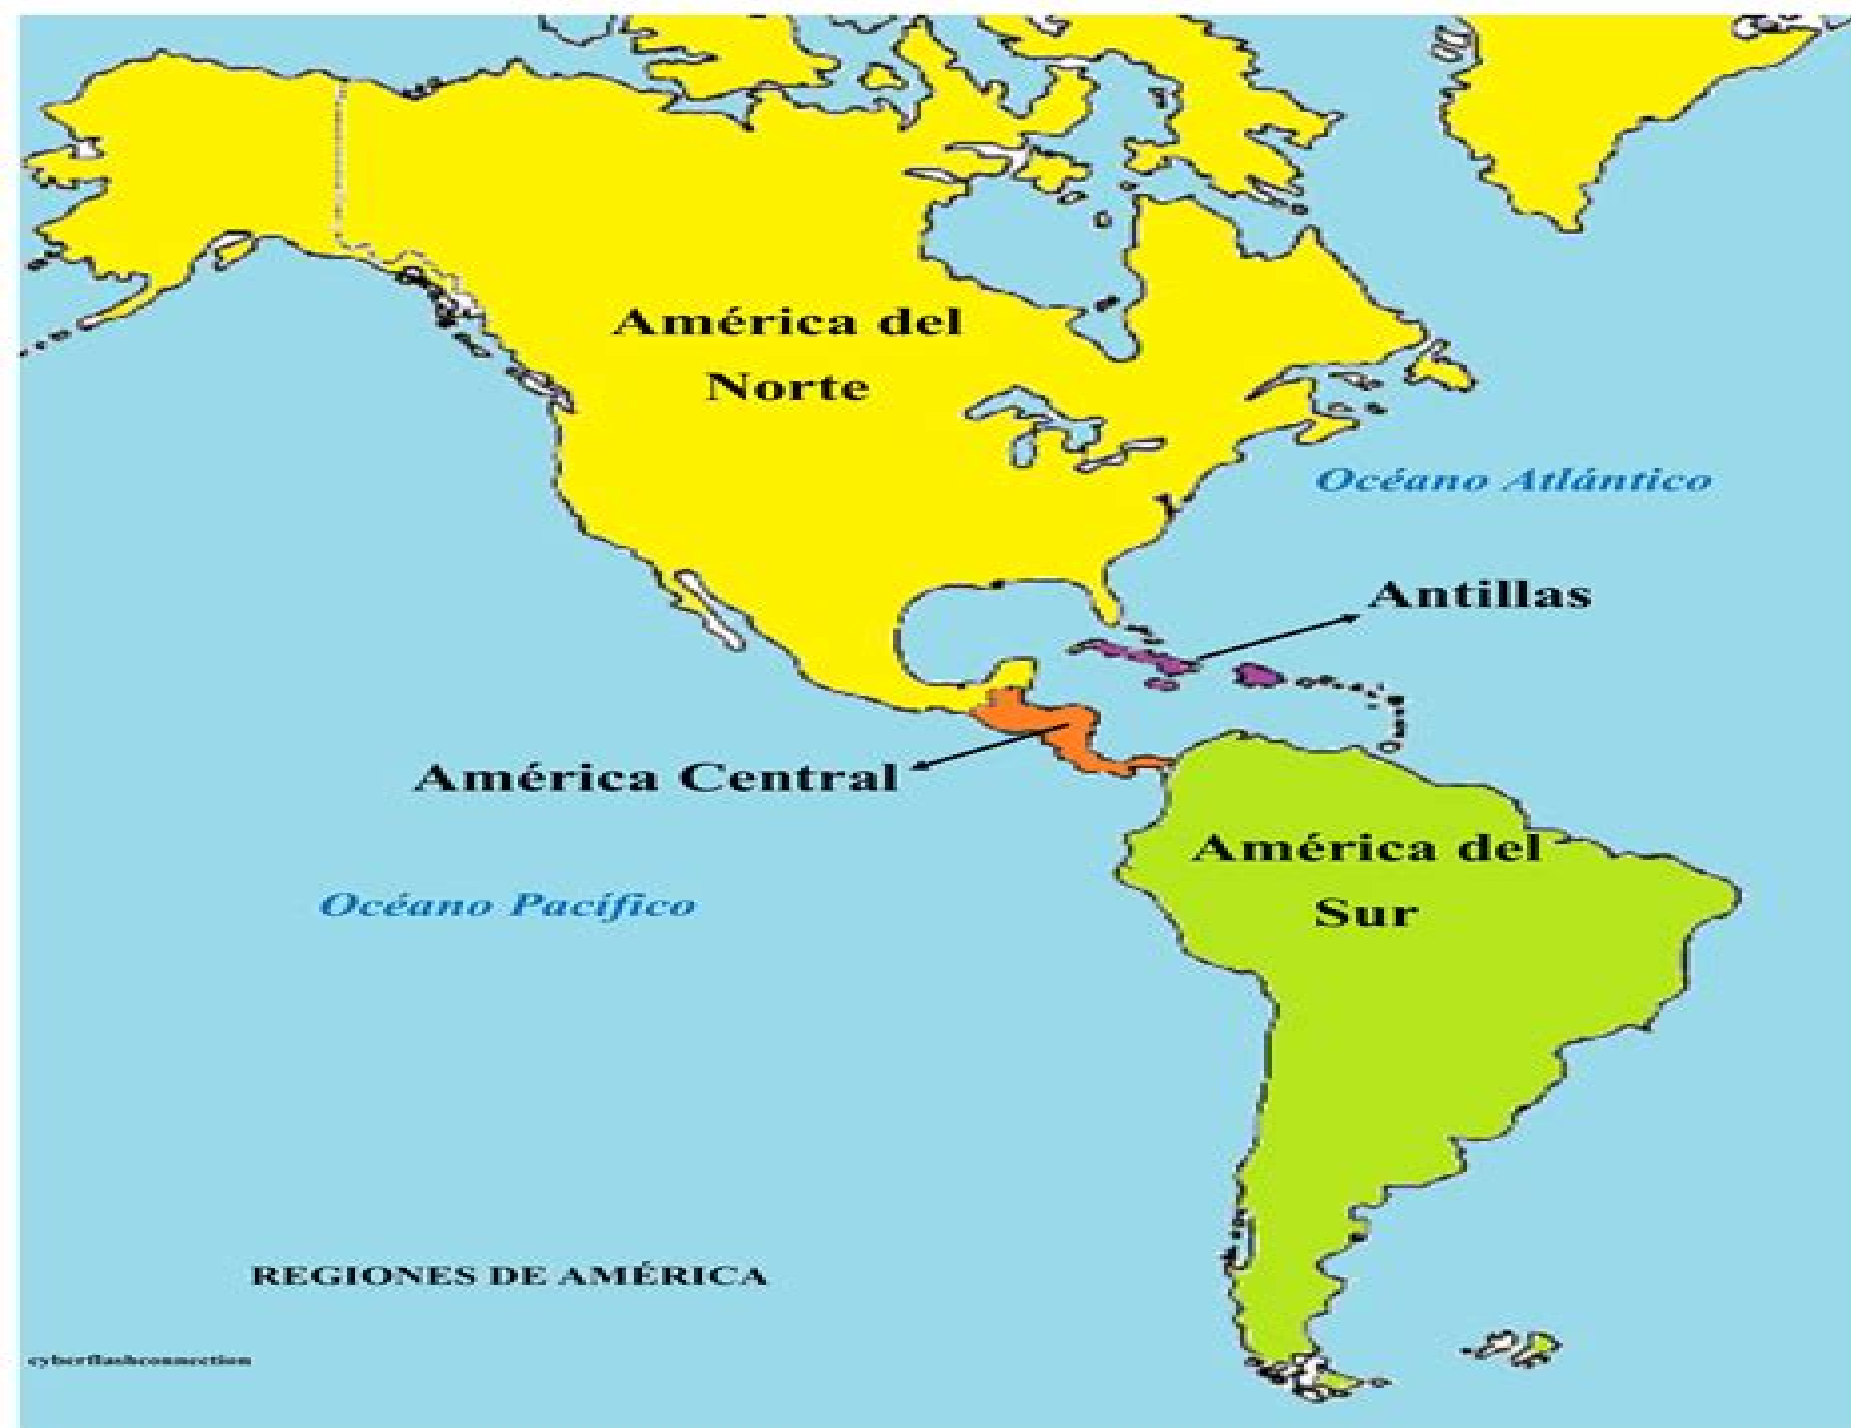 América del
Norte
Océano Atlántico
Antillas
América Central
América del
Sur
Océano Pacífico
REGIONES DE AMÉRICA
cyberflashconnection